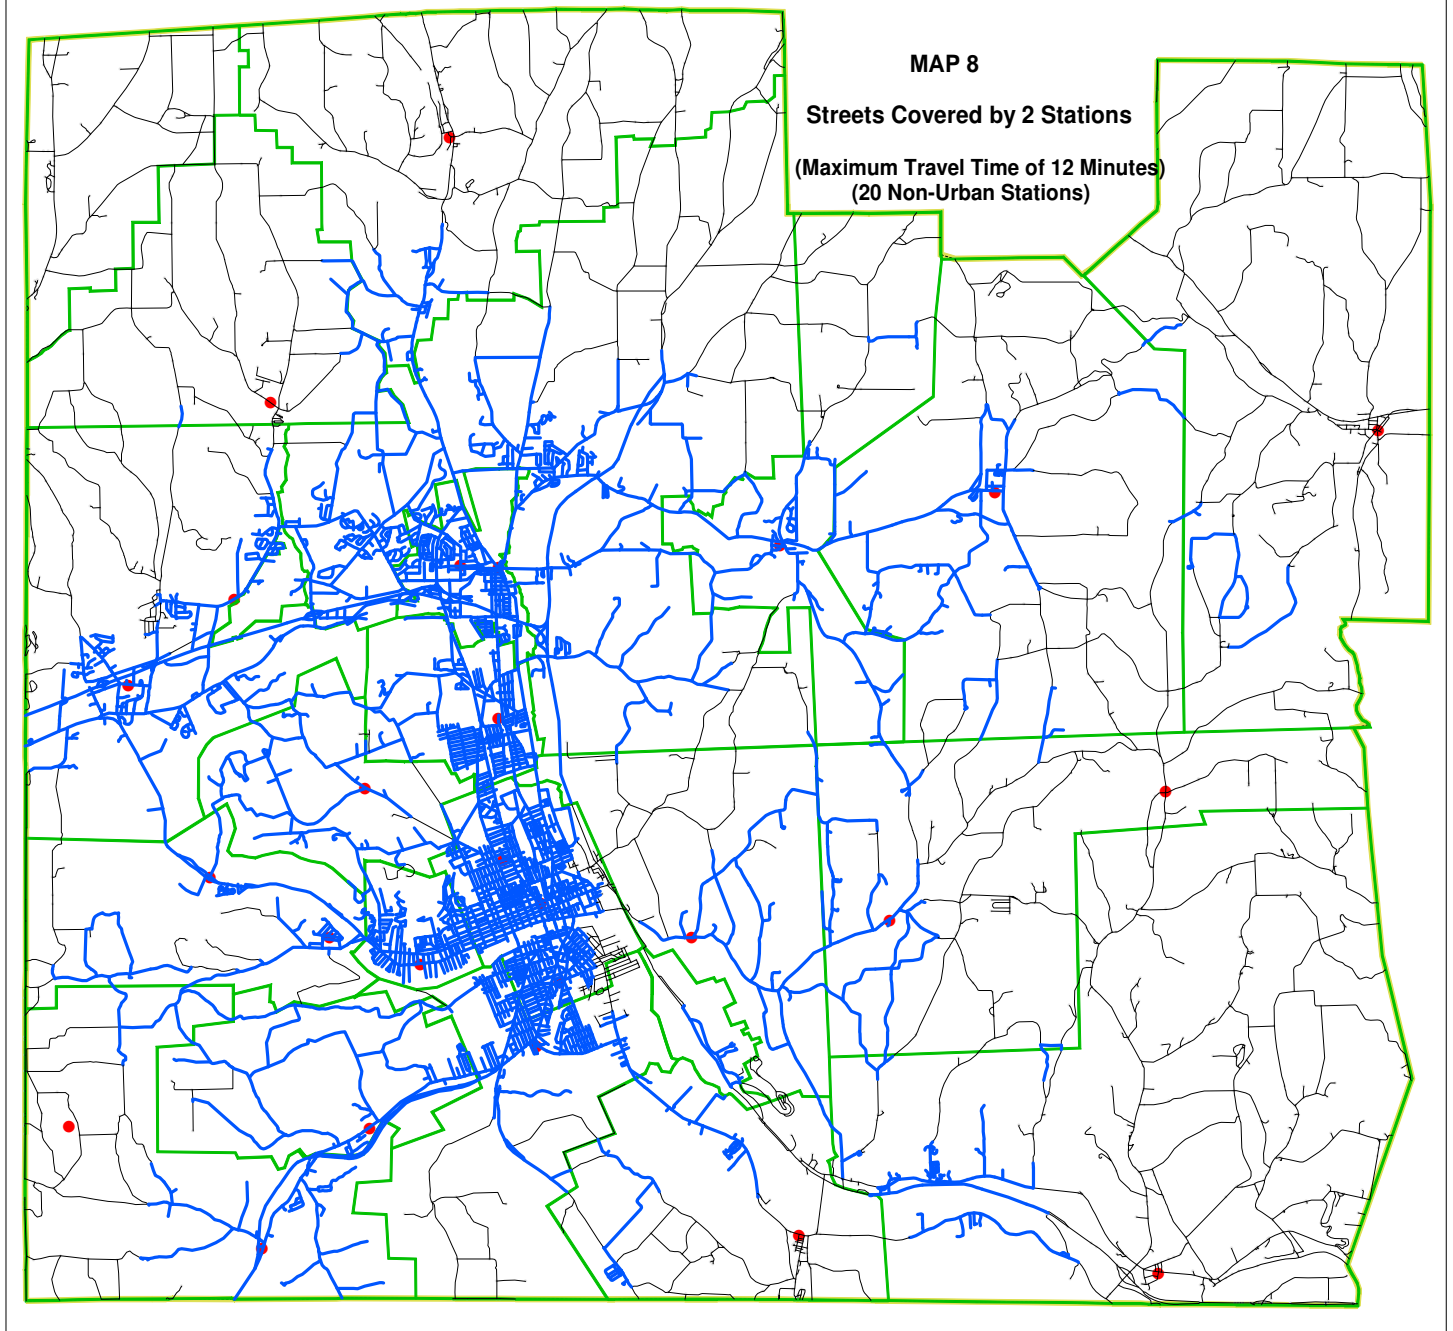 MAP 8
Streets Covered by 2 Stations
(Maximum Travel Time of 12 Minutes)
(20 Non-Urban Stations)